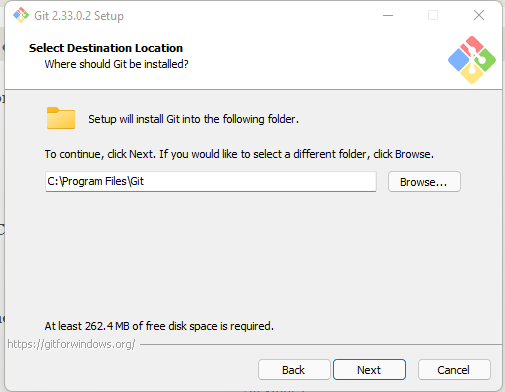 Git 2.33.0.2 Setup
Select Destination Location
Where should Git be installed?
Setup will install Git into the following folder.
To continue, click Next. If you would like to select a different folder, click Browse.
C:\Program Files\Git
Browse...
At least 262.4 MB of free disk space is required.
https://gitforwindows.org/
Back
Next
Cancel